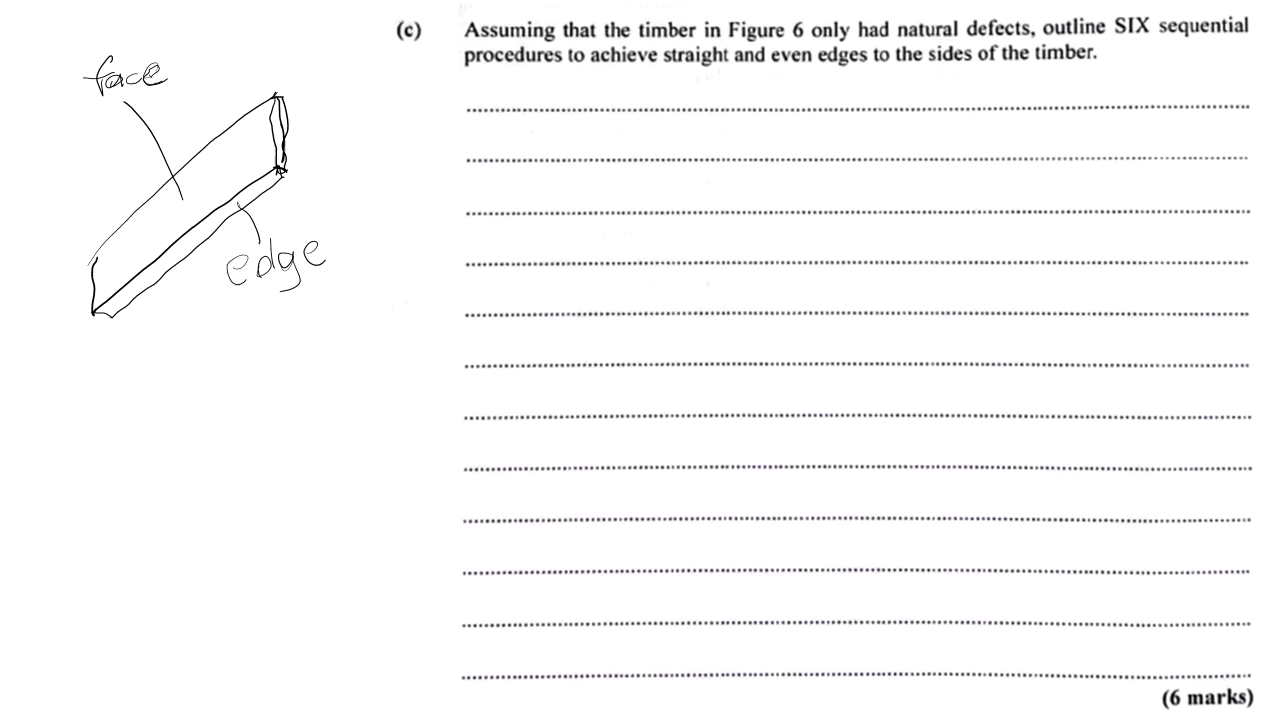 face
edge
(c) Assuming that the timber in Figure 6 only had natural defects, outline SIX sequential
procedures to achieve straight and even edges to the sides of the timber.
(6 marks)